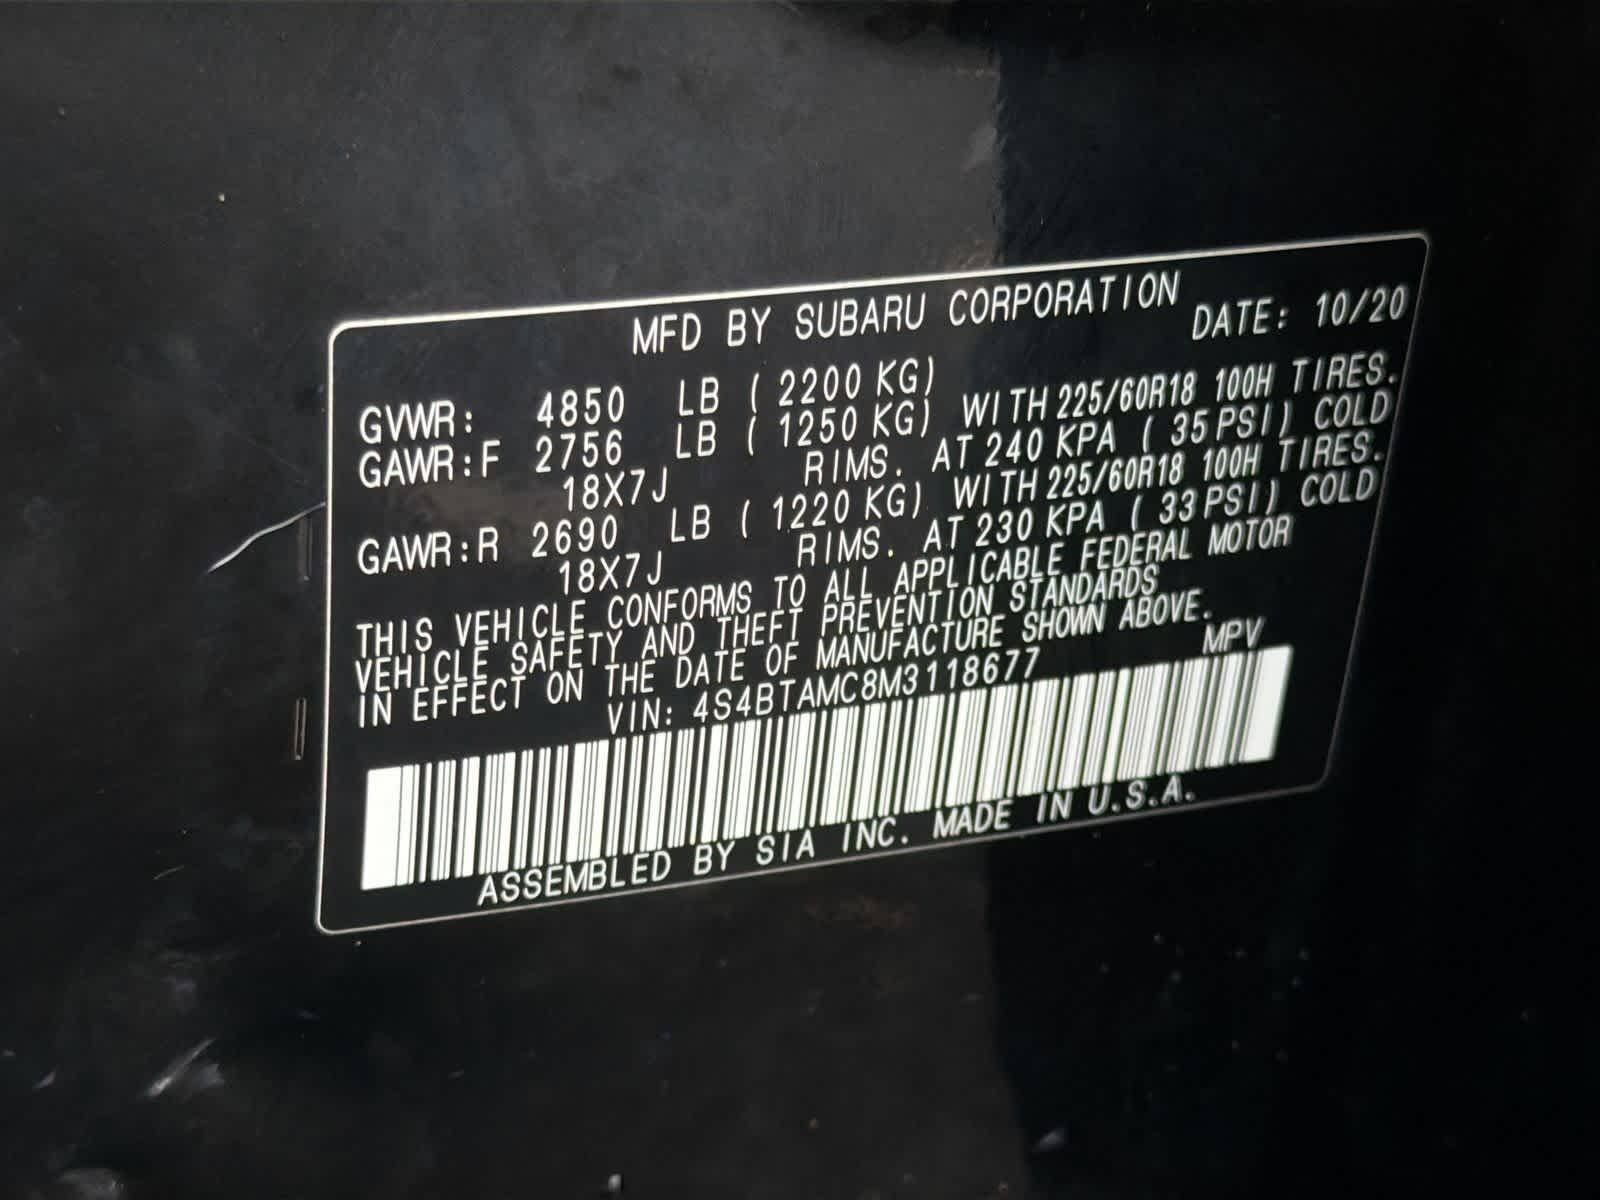 MFD BY SUBARU CORPORATION
DATE: 10/20
GVWR: 4850 LB ( 2200 KG)
GAWR:F 2756 LB ( 1250 KG) WITH 225/60R18 100H TIRES.
18X7J RIMS. AT 240 KPA ( 35 PSI) COLD
GAWR:R 2690 LB ( 1220 KG) WITH 225/60R18 100H TIRES.
18X7J RIMS. AT 230 KPA ( 33 PSI) COLD
THIS VEHICLE CONFORMS TO ALL APPLICABLE FEDERAL MOTOR
VEHICLE SAFETY AND THEFT PREVENTION STANDARDS
IN EFFECT ON THE DATE OF MANUFACTURE SHOWN ABOVE.
VIN: 4S4BTAMC8M3118677 MPV
ASSEMBLED BY SIA INC. MADE IN U.S.A.